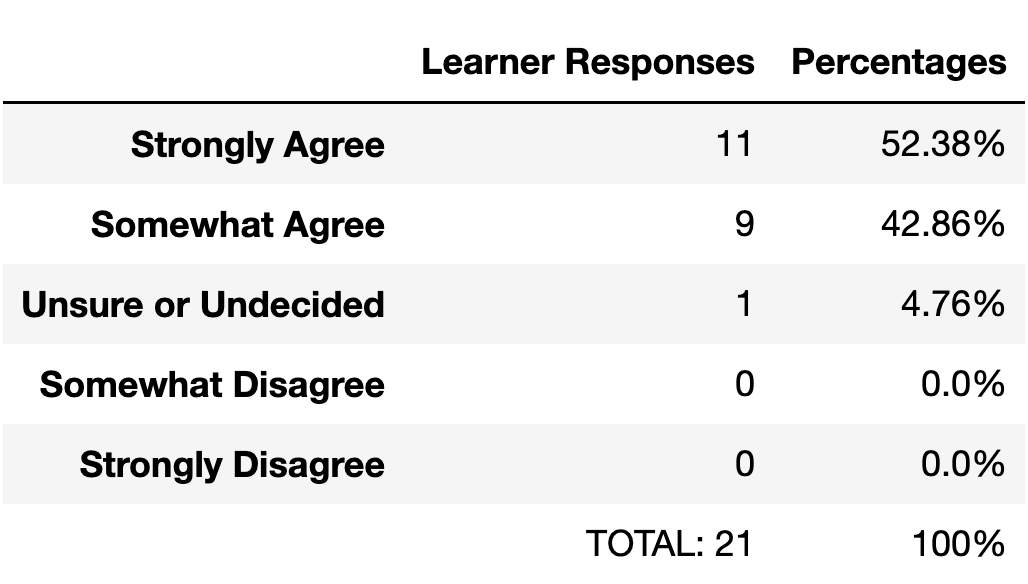 Learner Responses Percentages
Strongly Agree 11 52.38%
Somewhat Agree 9 42.86%
Unsure or Undecided 1 4.76%
Somewhat Disagree 0 0.0%
Strongly Disagree 0 0.0%
TOTAL: 21 100%